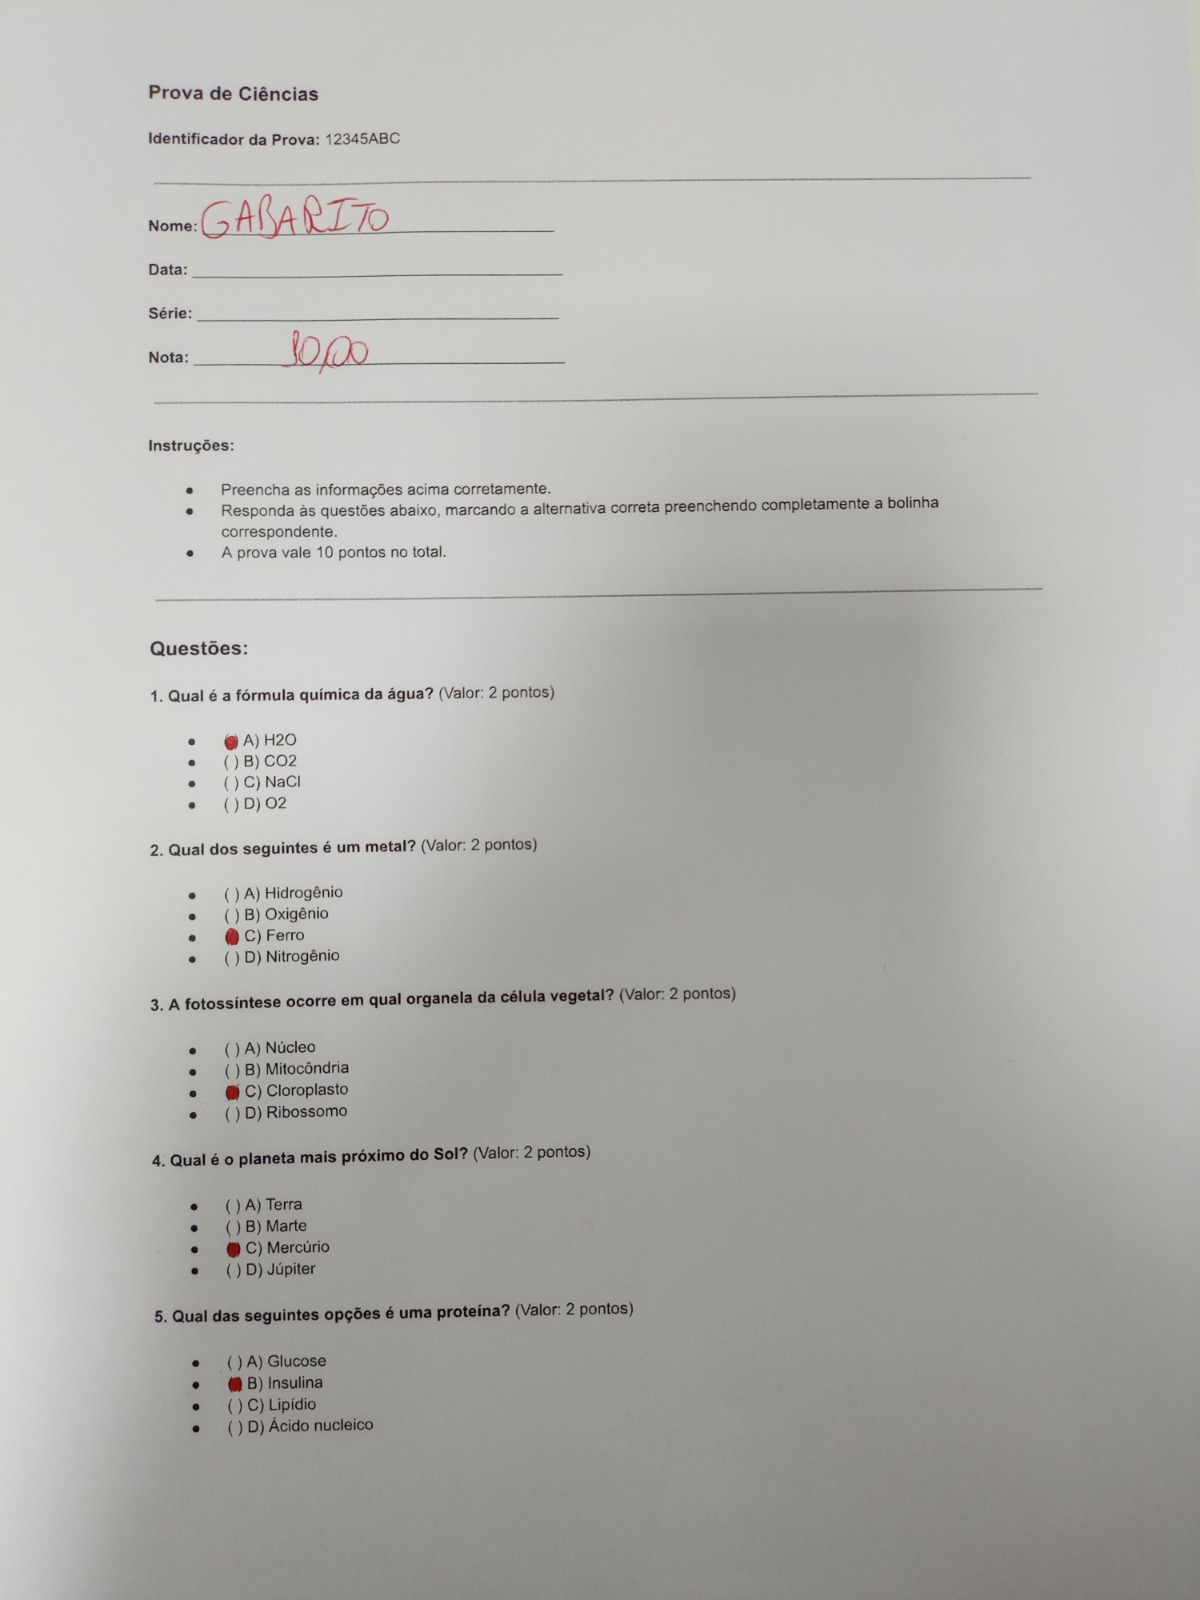 Prova de Ciências
Identificador da Prova: 12345ABC
Nome: GABARITO
Data:
Série:
Nota: 10,00
Instruções:
Preencha as informações acima corretamente.
Responda às questões abaixo, marcando a alternativa correta preenchendo completamente a bolinha
correspondente.
A prova vale 10 pontos no total.
Questões:
1. Qual é a fórmula química da água? (Valor: 2 pontos)
A) H2O
( ) B) CO2
( ) C) NaCl
( ) D) O2
2. Qual dos seguintes é um metal? (Valor: 2 pontos)
( ) A) Hidrogênio
( ) B) Oxigênio
C) Ferro
( ) D) Nitrogênio
3. A fotossíntese ocorre em qual organela da célula vegetal? (Valor: 2 pontos)
( ) A) Núcleo
( ) B) Mitocôndria
C) Cloroplasto
( ) D) Ribossomo
4. Qual é o planeta mais próximo do Sol? (Valor: 2 pontos)
( ) A) Terra
( ) B) Marte
C) Mercúrio
( ) D) Júpiter
5. Qual das seguintes opções é uma proteína? (Valor: 2 pontos)
( ) A) Glucose
B) Insulina
( ) C) Lipídio
( ) D) Ácido nucleico